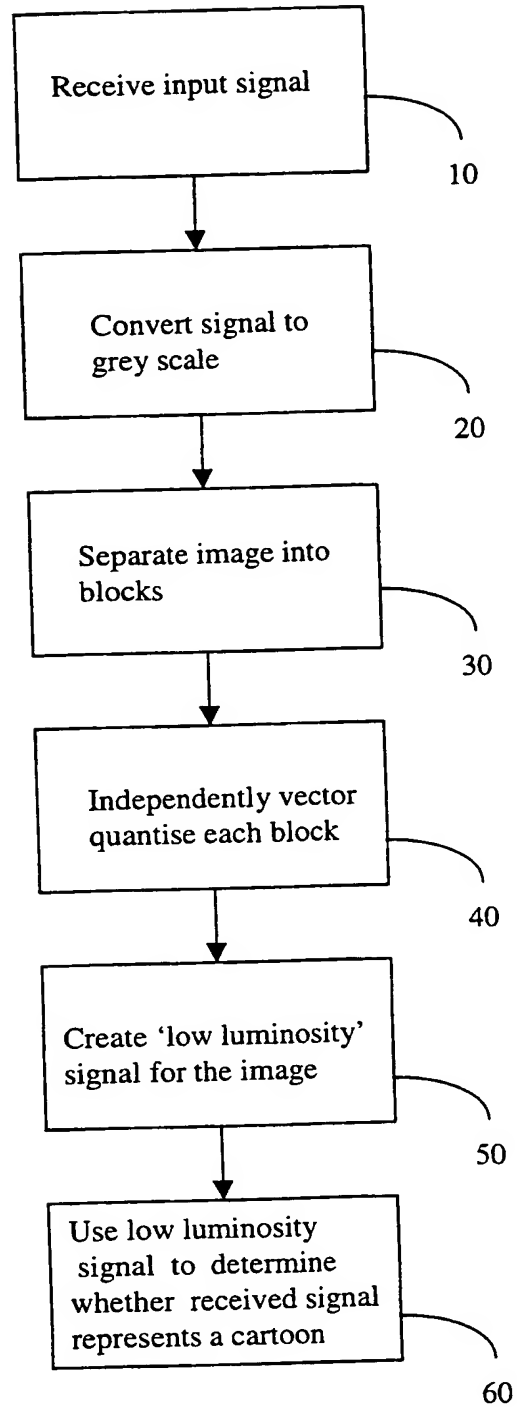 Receive input signal
10
Convert signal to
grey scale
20
Separate image into
blocks
30
Independently vector
quantise each block
40
Create ‘low luminosity’
signal for the image
50
Use low luminosity
signal to determine
whether received signal
represents a cartoon
60